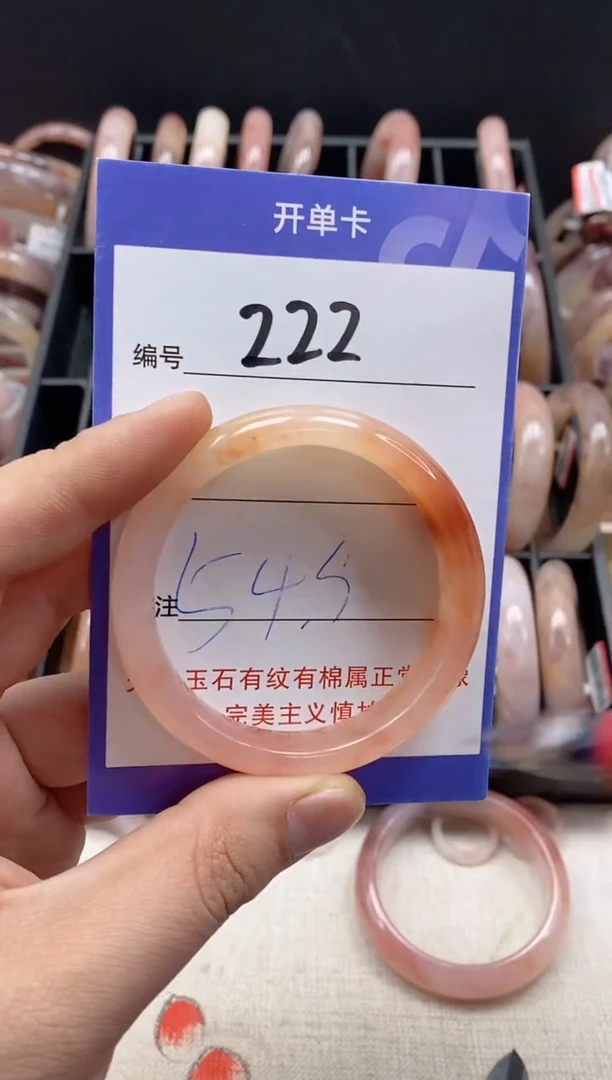 开单卡
编号 222
注 54.5
玉石有纹有棉属正常
完美主义慎拍